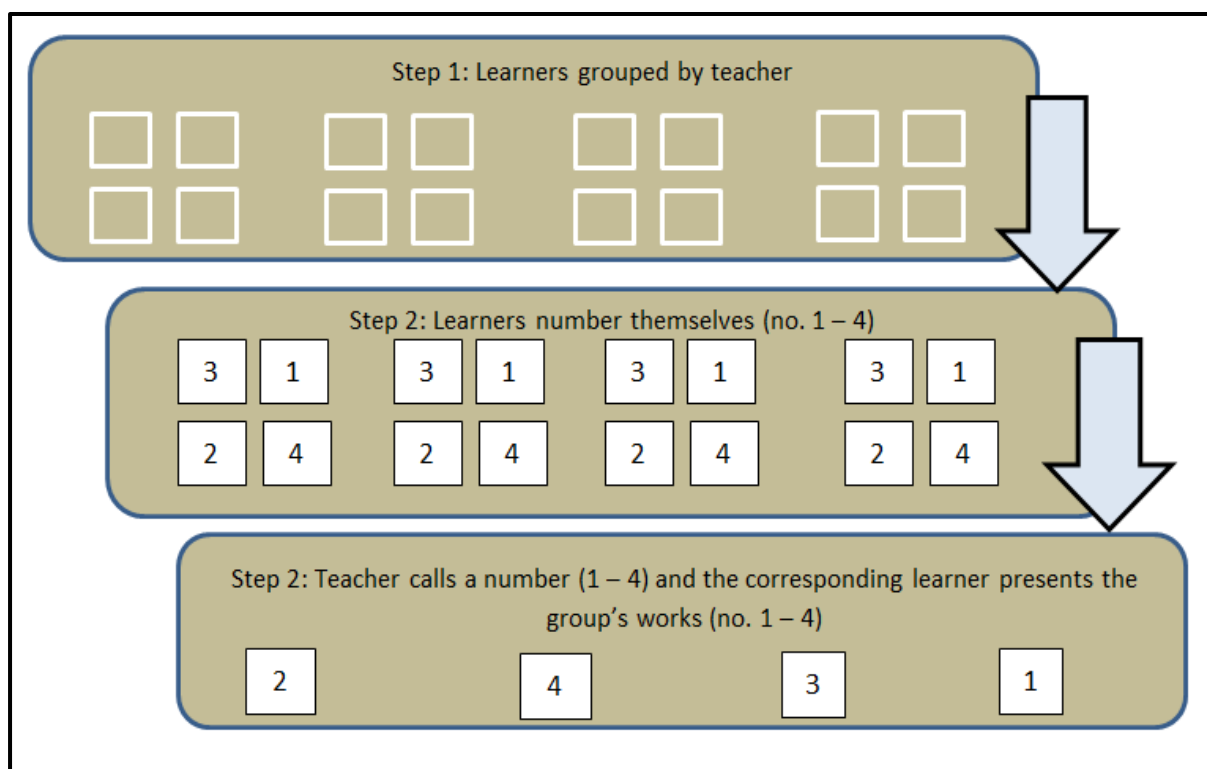 Step 1: Learners grouped by teacher
Step 2: Learners number themselves (no. 1 – 4)
3 1 3 1 3 1 3 1
2 4 2 4 2 4 2 4
Step 2: Teacher calls a number (1 – 4) and the corresponding learner presents the
group’s works (no. 1 – 4)
2 4 3 1